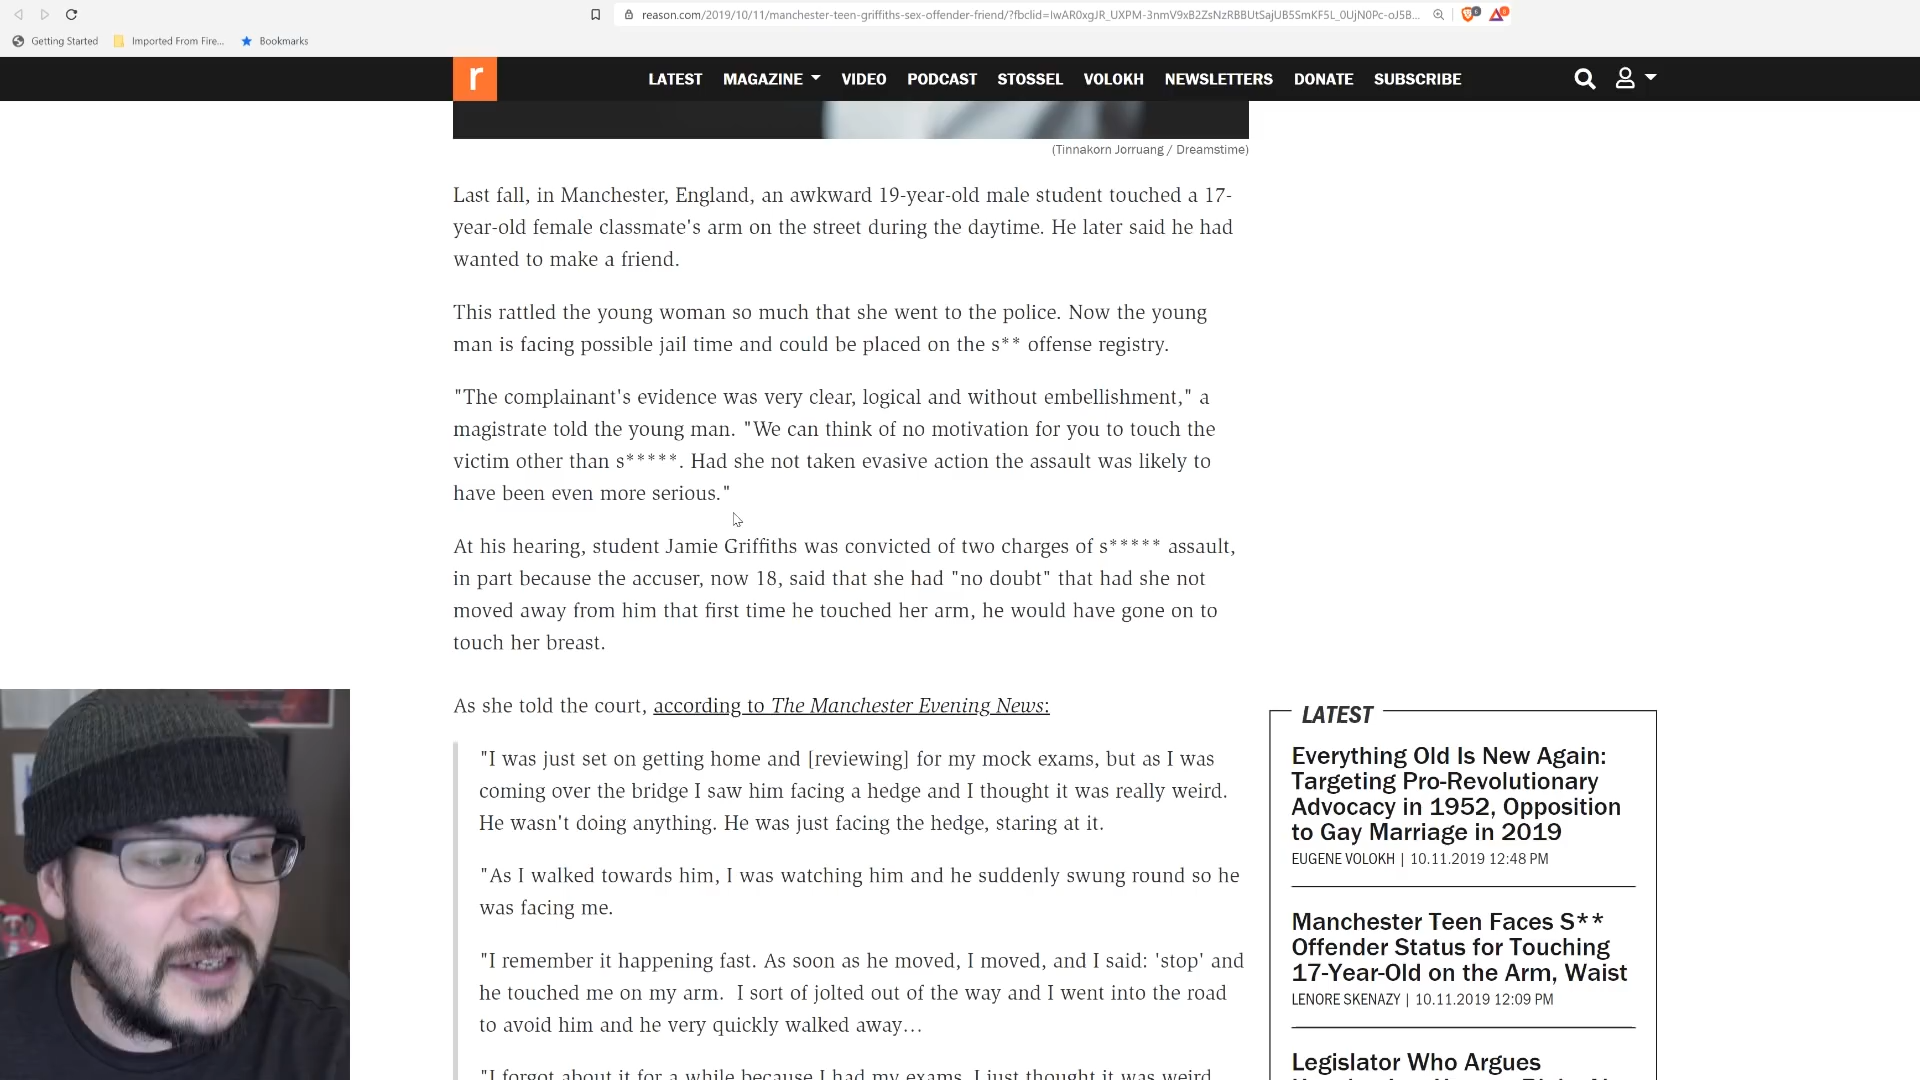 reason.com/2019/10/11/manchester-teen-griffiths-sex-offender-friend/?fbclid=IwAR0xgJR_UXPM-3nmV9xB2ZsNzRBBUtSajUB5SmKF5L_0UjN0Pc-oJ5B...
Getting Started Imported From Fire... Bookmarks
r LATEST MAGAZINE VIDEO PODCAST STOSSEL VOLOKH NEWSLETTERS DONATE SUBSCRIBE
(Tinnakorn Jorruang / Dreamstime)
Last fall, in Manchester, England, an awkward 19-year-old male student touched a 17-
year-old female classmate's arm on the street during the daytime. He later said he had
wanted to make a friend.
This rattled the young woman so much that she went to the police. Now the young
man is facing possible jail time and could be placed on the s** offense registry.
"The complainant's evidence was very clear, logical and without embellishment," a
magistrate told the young man. "We can think of no motivation for you to touch the
victim other than s*****. Had she not taken evasive action the assault was likely to
have been even more serious."
At his hearing, student Jamie Griffiths was convicted of two charges of s***** assault,
in part because the accuser, now 18, said that she had "no doubt" that had she not
moved away from him that first time he touched her arm, he would have gone on to
touch her breast.
As she told the court, according to The Manchester Evening News:
"I was just set on getting home and [reviewing] for my mock exams, but as I was
coming over the bridge I saw him facing a hedge and I thought it was really weird.
He wasn't doing anything. He was just facing the hedge, staring at it.
"As I walked towards him, I was watching him and he suddenly swung round so he
was facing me.
"I remember it happening fast. As soon as he moved, I moved, and I said: 'stop' and
he touched me on my arm. I sort of jolted out of the way and I went into the road
to avoid him and he very quickly walked away…
"I forgot about it for a while because I had my exams. I just thought it was weird
LATEST
Everything Old Is New Again:
Targeting Pro-Revolutionary
Advocacy in 1952, Opposition
to Gay Marriage in 2019
EUGENE VOLOKH | 10.11.2019 12:48 PM
Manchester Teen Faces S**
Offender Status for Touching
17-Year-Old on the Arm, Waist
LENORE SKENAZY | 10.11.2019 12:09 PM
Legislator Who Argues